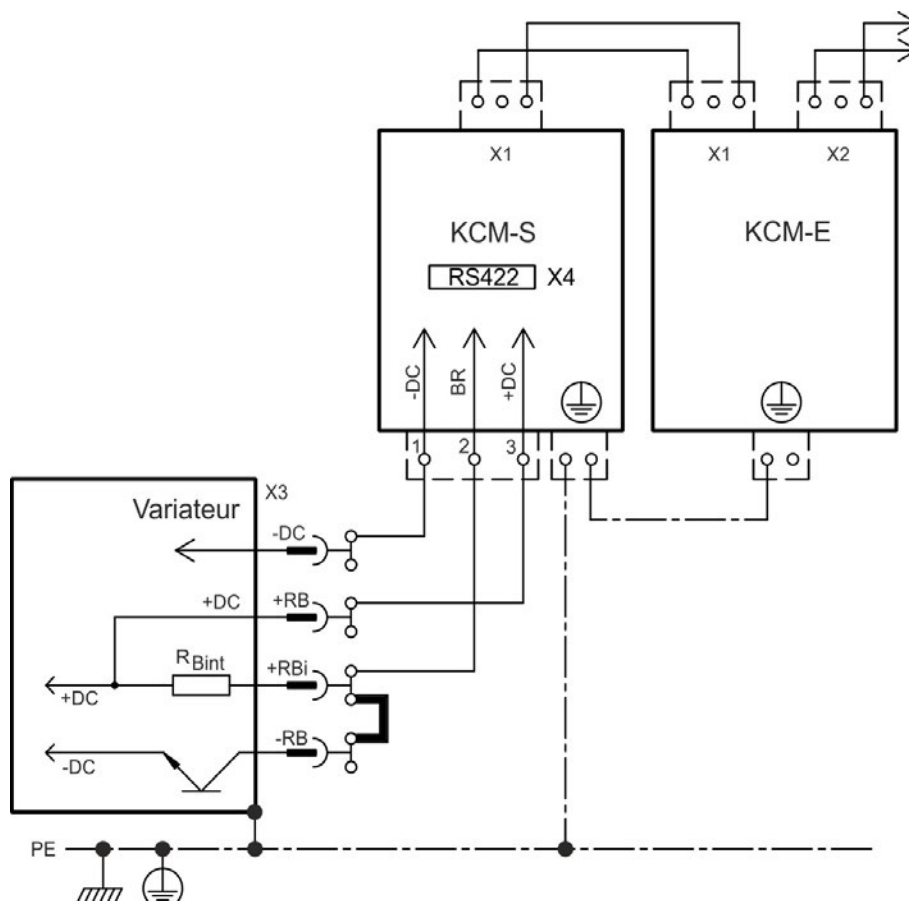 X1
X1
X2
KCM-S
KCM-E
RS422
X4
-DC
BR
+DC
1
2
3
X3
Variateur
-DC
+DC
+RB
RBint
+RBi
+DC
-RB
-DC
PE